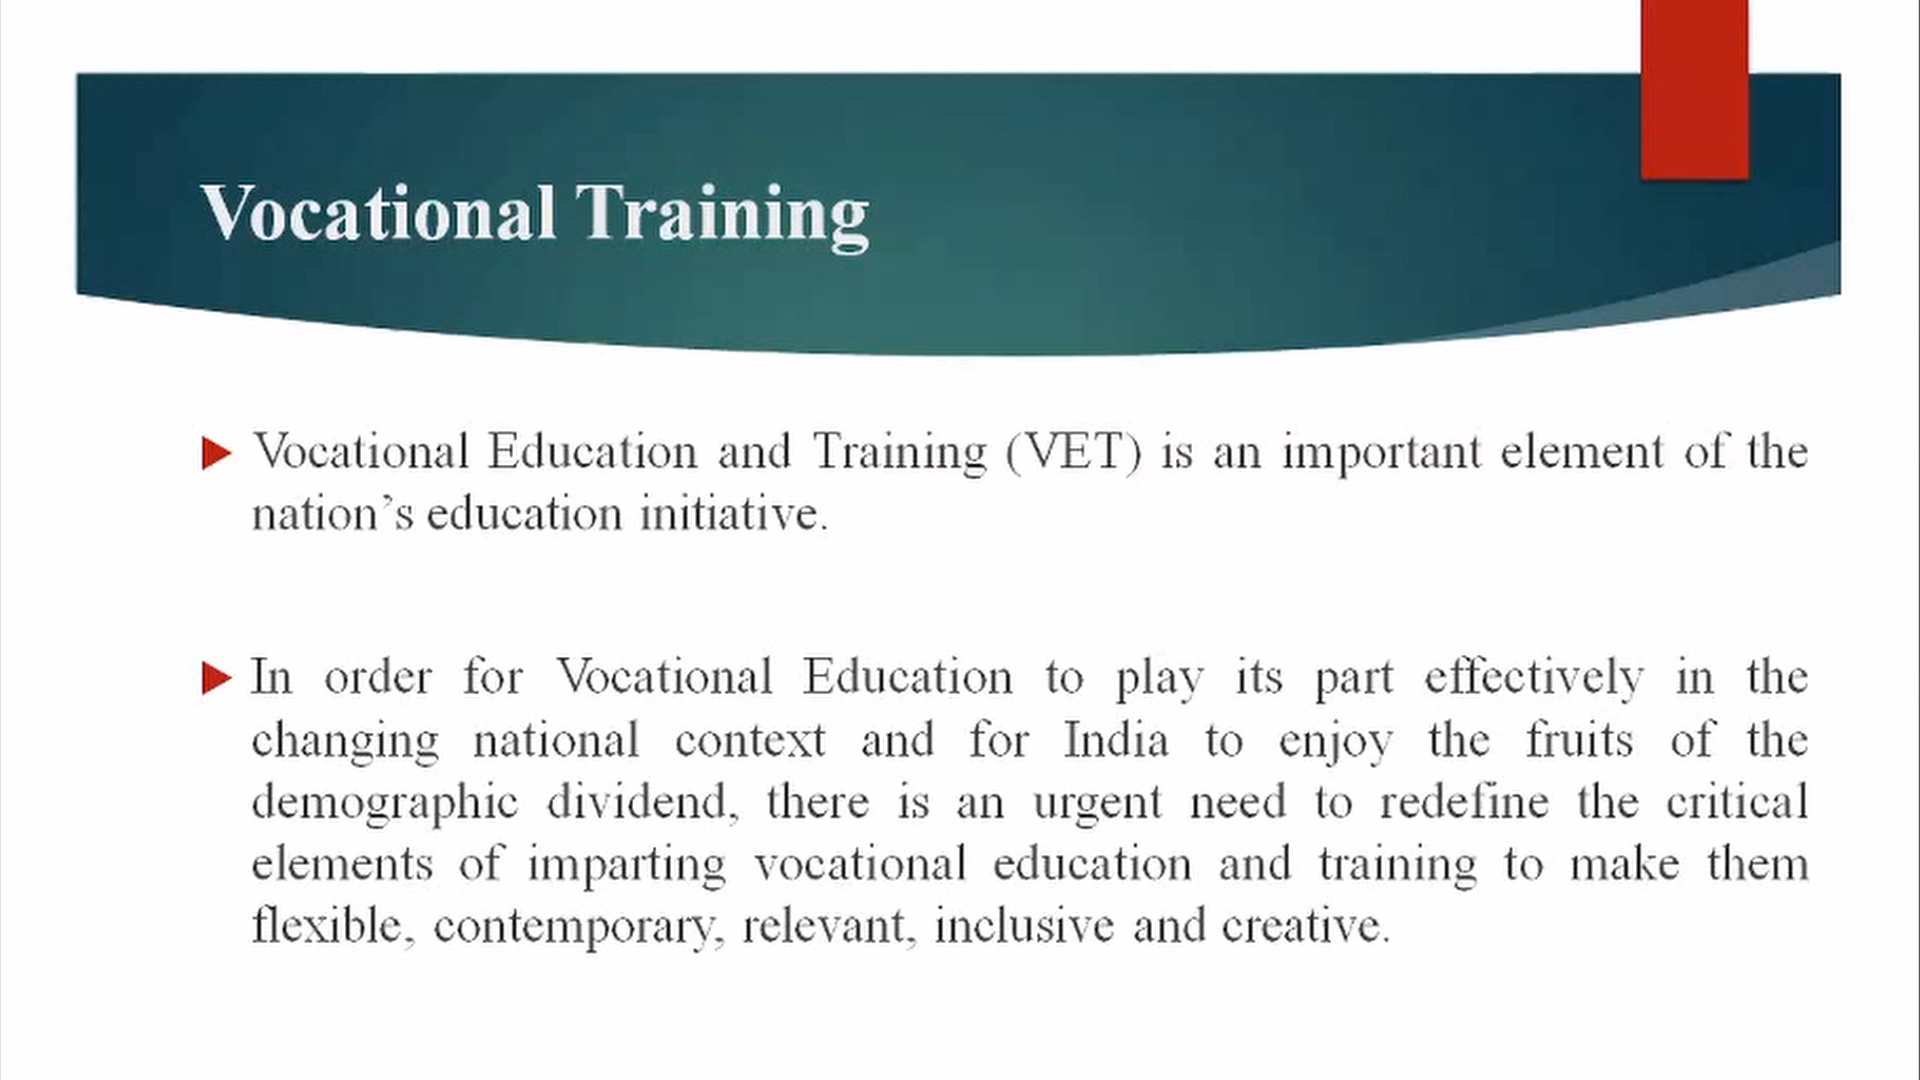 Vocational Training
Vocational Education and Training (VET) is an important element of the
nation's education initiative.
In order for Vocational Education to play its part effectively in the
changing national context and for India to enjoy the fruits of the
demographic dividend, there is an urgent need to redefine the critical
elements of imparting vocational education and training to make them
flexible, contemporary, relevant, inclusive and creative.